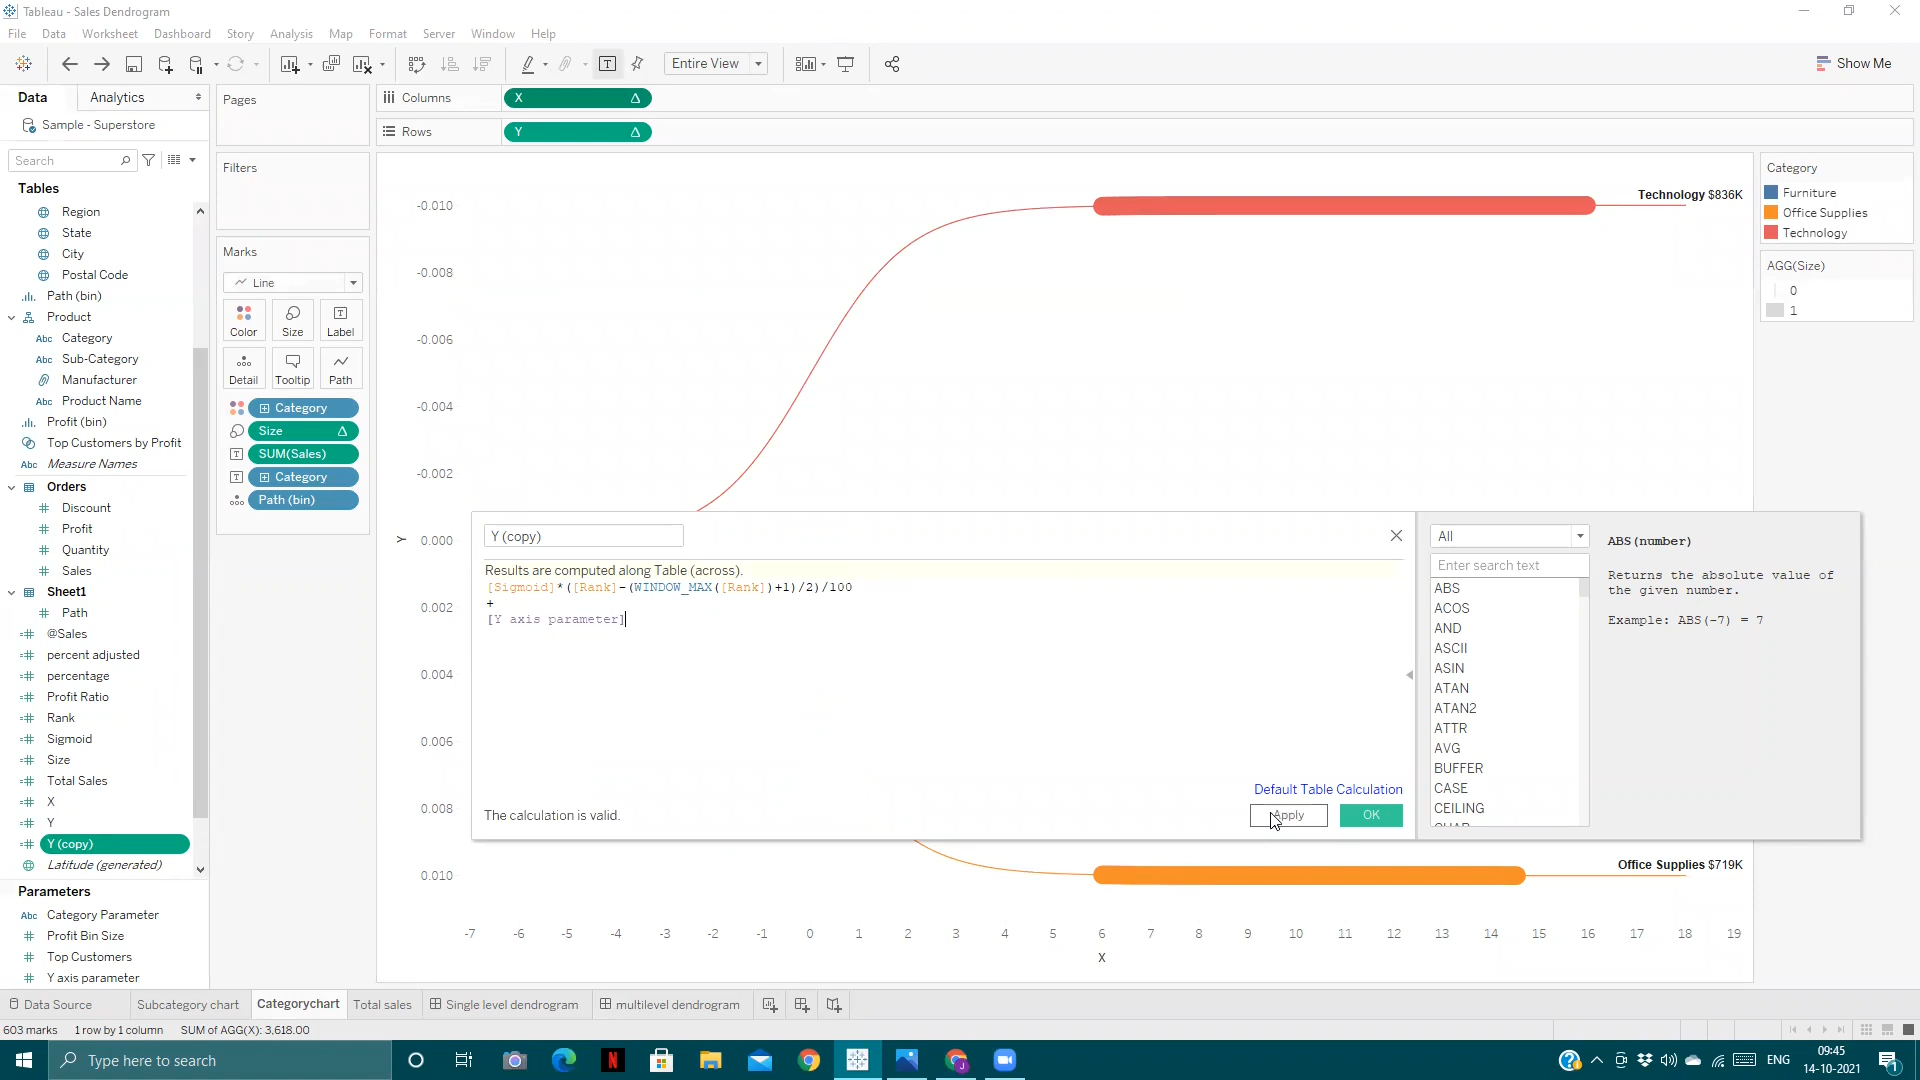 Tableau - Sales Dendrogram
File Data Worksheet Dashboard Story Analysis Map Format Server Window Help
Entire View
Show Me
Data Analytics
Sample - Superstore
Search
Tables
Region
State
City
Postal Code
Path (bin)
Product
Abc Category
Abc Sub-Category
Manufacturer
Abc Product Name
Profit (bin)
Top Customers by Profit
Abc Measure Names
Orders
Discount
Profit
Quantity
Sales
Sheet1
Path
@Sales
percent adjusted
percentage
Profit Ratio
Rank
Sigmoid
Size
Total Sales
X
Y
Y (copy)
Latitude (generated)
Parameters
Abc Category Parameter
Profit Bin Size
Top Customers
Y axis parameter
Pages
Filters
Marks
Line
Color Size Label
Detail Tooltip Path
Category
Size
SUM(Sales)
Category
Path (bin)
Columns X
Rows Y
-0.010
-0.008
-0.006
-0.004
-0.002
0.000
0.002
0.004
0.006
0.008
0.010
Y
Technology $836K
Office Supplies $719K
-7 -6 -5 -4 -3 -2 -1 0 1 2 3 4 5 6 7 8 9 10 11 12 13 14 15 16 17 18 19
X
Category
Furniture
Office Supplies
Technology
AGG(Size)
0
1
Y (copy)
Results are computed along Table (across).
[Sigmoid]*([Rank]-(WINDOW_MAX([Rank])+1)/2)/100
+
[Y axis parameter]
Default Table Calculation
The calculation is valid.
Apply OK
All
Enter search text
ABS
ACOS
AND
ASCII
ASIN
ATAN
ATAN2
ATTR
AVG
BUFFER
CASE
CEILING
CHAR
ABS(number)
Returns the absolute value of
the given number.
Example: ABS(-7) = 7
Data Source Subcategory chart Categorychart Total sales Single level dendrogram multilevel dendrogram
603 marks 1 row by 1 column SUM of AGG(X): 3,618.00
Type here to search
ENG
09:45
14-10-2021
1